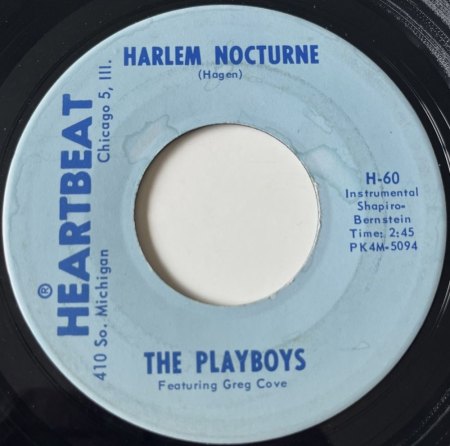 HARLEM NOCTURNE
(Hagen)
® HEARTBEAT
Chicago 5, Ill.
410 So. Michigan
H-60
Instrumental
Shapiro-
Bernstein
Time: 2:45
PK4M-5094
THE PLAYBOYS
Featuring Greg Cove